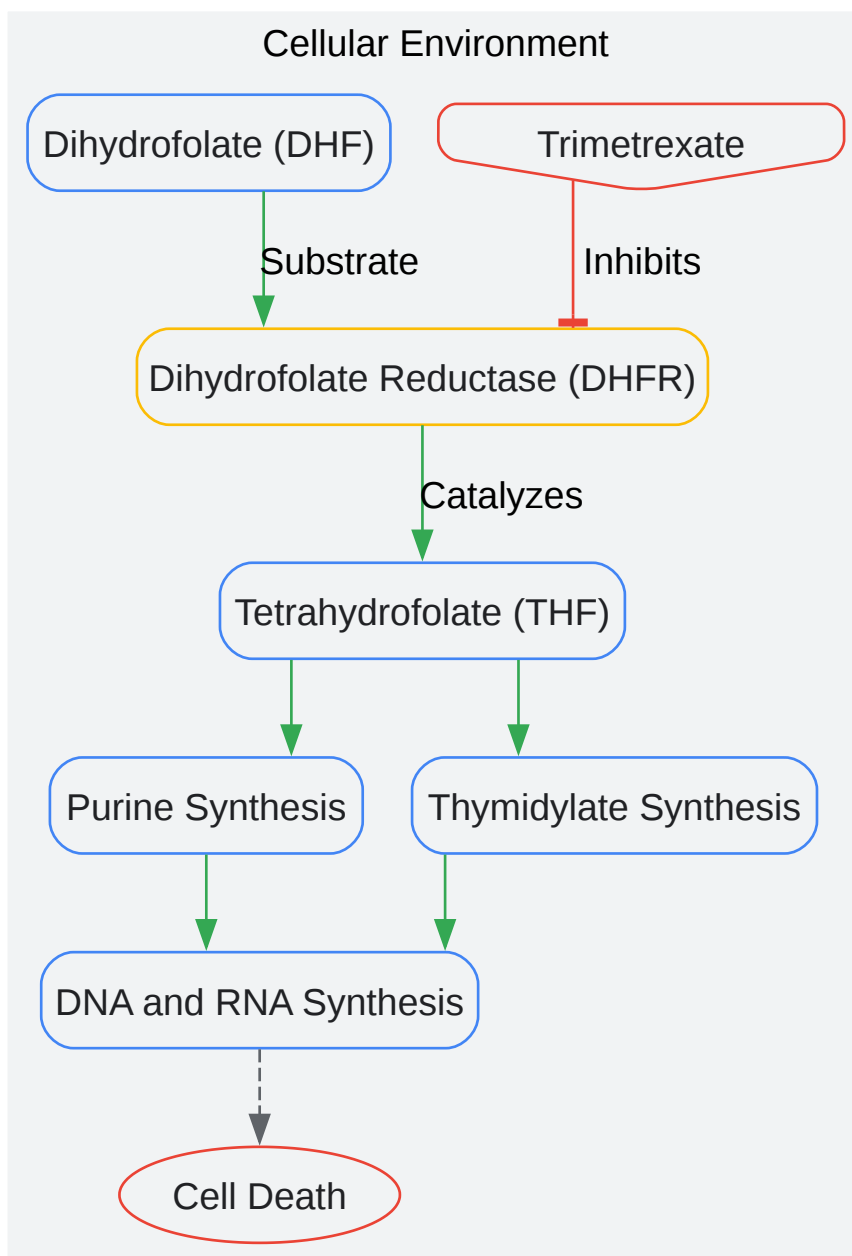 Cellular Environment
Dihydrofolate (DHF)
Trimetrexate
Substrate
Inhibits
Dihydrofolate Reductase (DHFR)
Catalyzes
Tetrahydrofolate (THF)
Purine Synthesis
Thymidylate Synthesis
DNA and RNA Synthesis
Cell Death